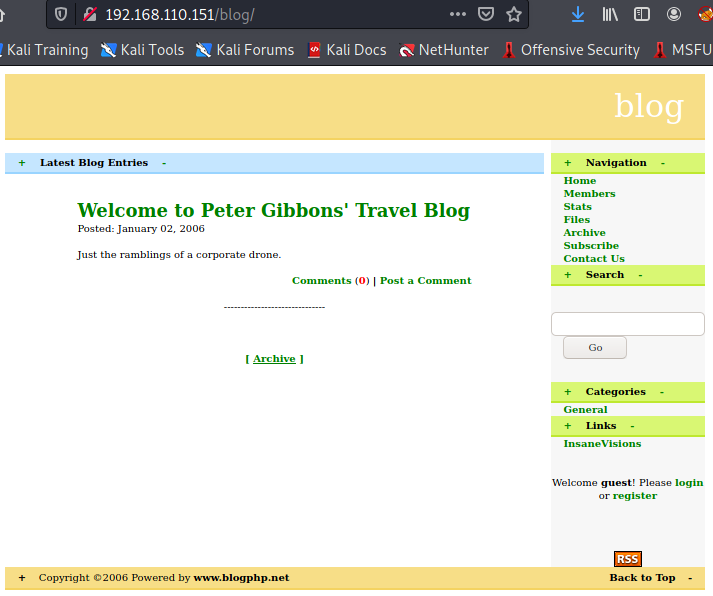 192.168.110.151/blog/
Kali Training Kali Tools Kali Forums Kali Docs NetHunter Offensive Security MSFU
blog
+ Latest Blog Entries -
Welcome to Peter Gibbons' Travel Blog
Posted: January 02, 2006
Just the ramblings of a corporate drone.
Comments (0) | Post a Comment
------------------------------
[ Archive ]
+ Navigation -
Home
Members
Stats
Files
Archive
Subscribe
Contact Us
+ Search -
Go
+ Categories -
General
+ Links -
InsaneVisions
Welcome guest! Please login
or register
RSS
+ Copyright ©2006 Powered by www.blogphp.net
Back to Top -